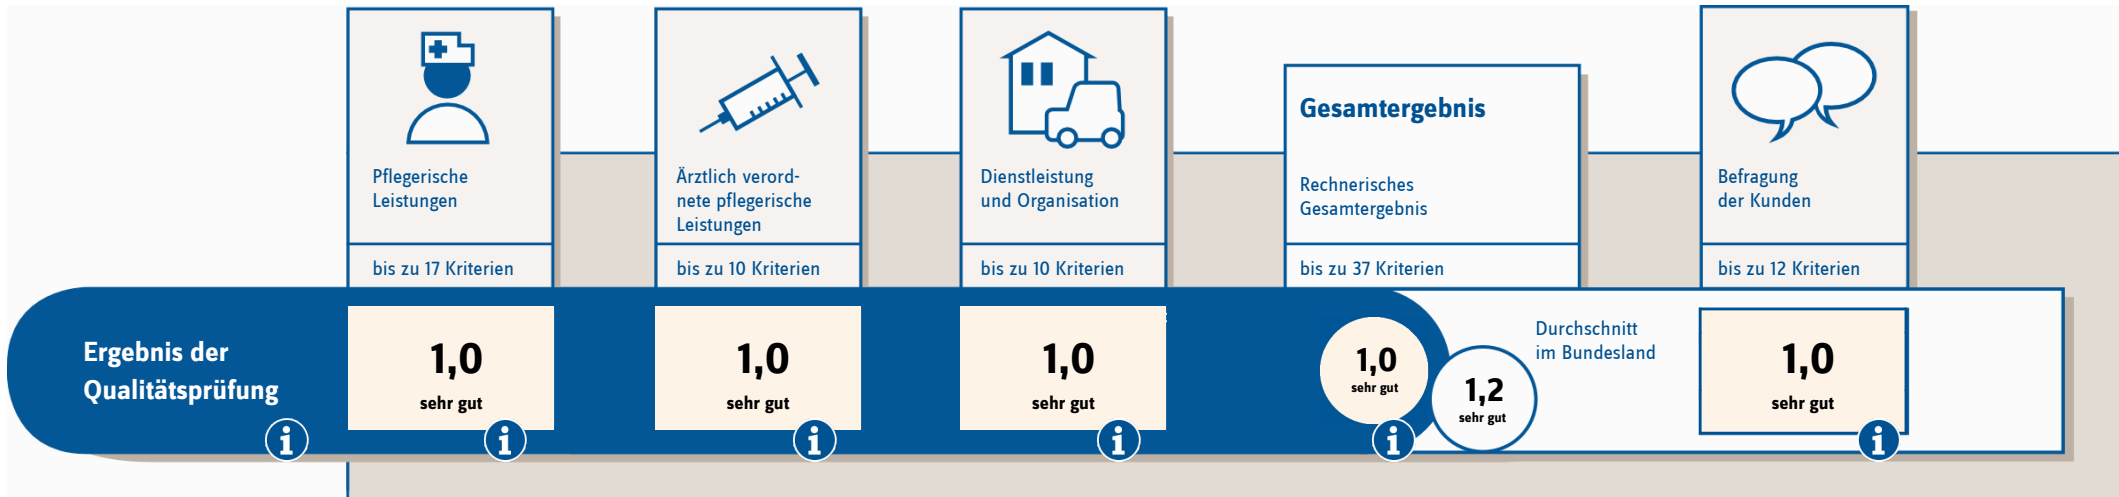 Pflegerische
Leistungen
bis zu 17 Kriterien
Ärztlich verord-
nete pflegerische
Leistungen
bis zu 10 Kriterien
Dienstleistung
und Organisation
bis zu 10 Kriterien
Gesamtergebnis
Rechnerisches
Gesamtergebnis
bis zu 37 Kriterien
Befragung
der Kunden
bis zu 12 Kriterien
Ergebnis der
Qualitätsprüfung
i
1,0
sehr gut
i
1,0
sehr gut
i
1,0
sehr gut
i
1,0
sehr gut
i
1,2
sehr gut
Durchschnitt
im Bundesland
1,0
sehr gut
i